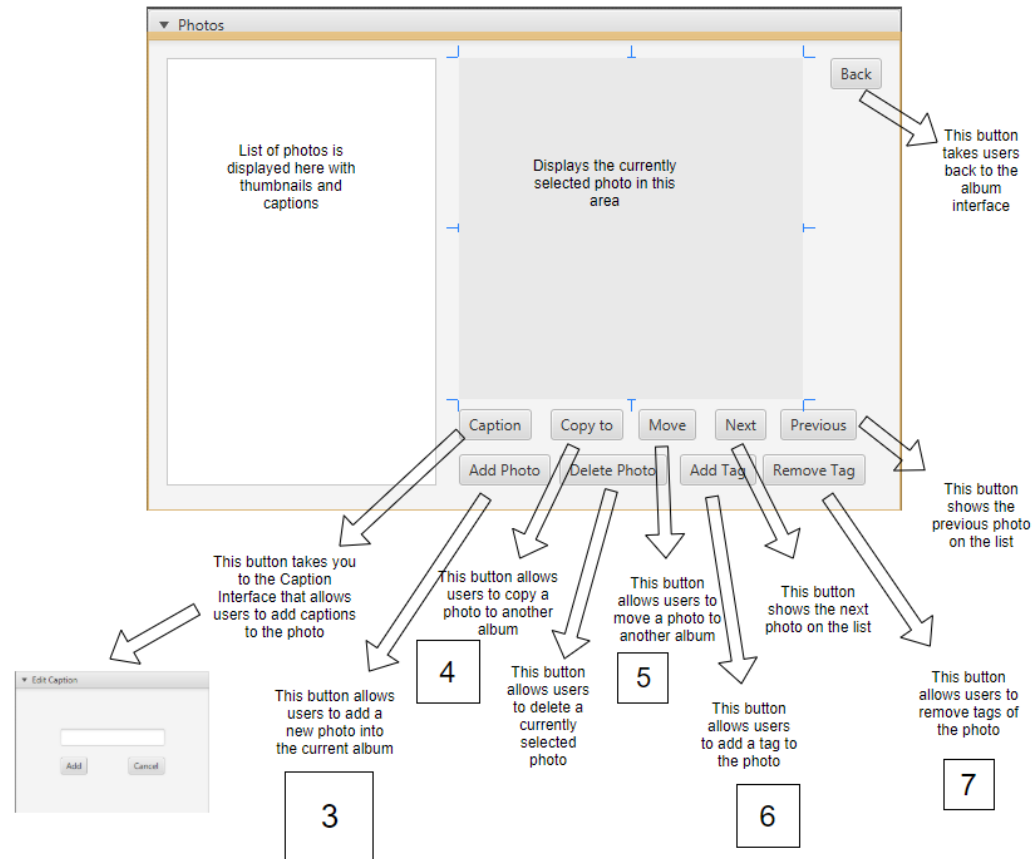 Photos
List of photos is
displayed here with
thumbnails and
captions
Displays the currently
selected photo in this
area
Back
This button
takes users
back to the
album
interface
Caption
Copy to
Move
Next
Previous
Add Photo
Delete Photo
Add Tag
Remove Tag
This button
shows the
previous photo
on the list
This button takes you
to the Caption
Interface that allows
users to add captions
to the photo
This button allows
users to copy a
photo to another
album
4
This button
allows users to
move a photo to
another album
5
This button
shows the next
photo on the list
Edit Caption
Add
Cancel
This button allows
users to add a
new photo into
the current album
3
This button
allows users
to delete a
currently
selected
photo
This button
allows users
to add a tag to
the photo
6
This button
allows users to
remove tags of
the photo
7